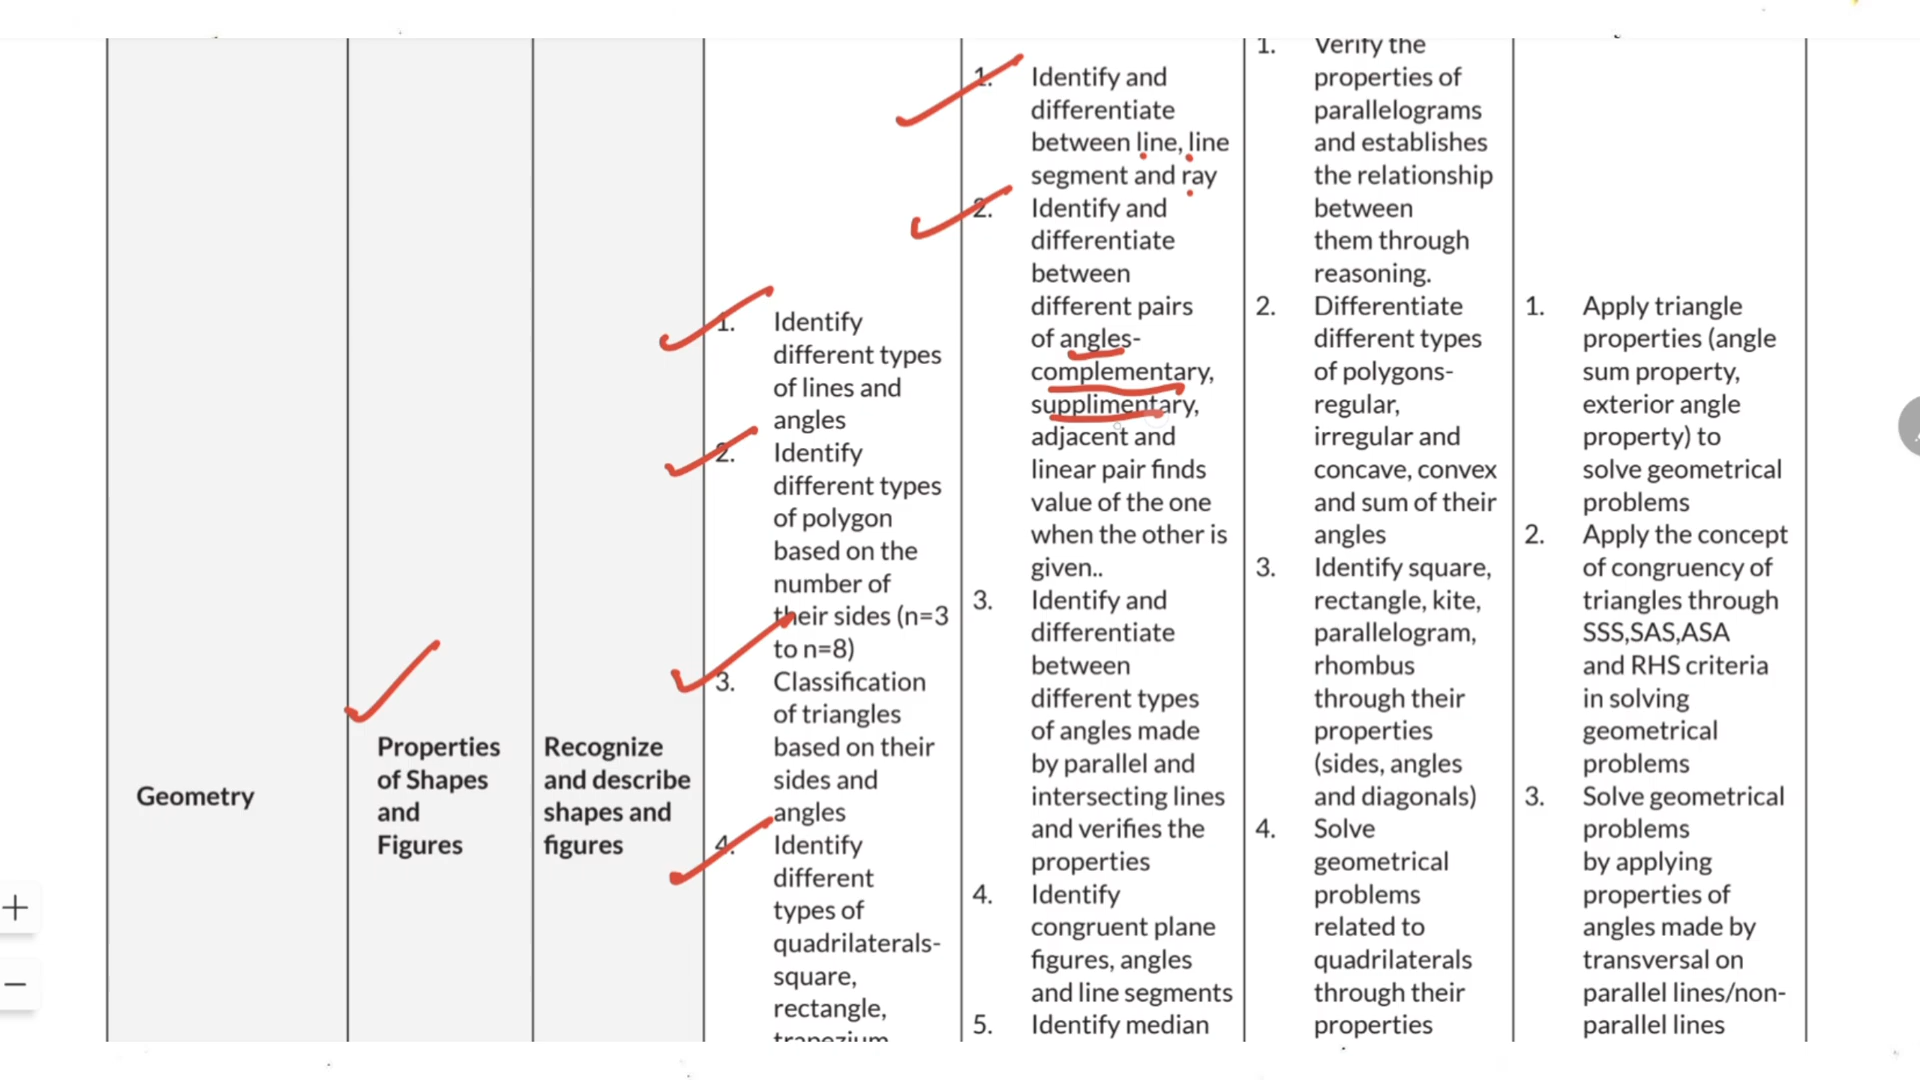 Geometry
Properties
of Shapes
and
Figures
Recognize
and describe
shapes and
figures
1. Identify
different types
of lines and
angles
2. Identify
different types
of polygon
based on the
number of
their sides (n=3
to n=8)
3. Classification
of triangles
based on their
sides and
angles
4. Identify
different
types of
quadrilaterals-
square,
rectangle,
trapezium
1. Identify and
differentiate
between line, line
segment and ray
2. Identify and
differentiate
between
different pairs
of angles-
complementary,
supplimentary,
adjacent and
linear pair finds
value of the one
when the other is
given..
3. Identify and
differentiate
between
different types
of angles made
by parallel and
intersecting lines
and verifies the
properties
4. Identify
congruent plane
figures, angles
and line segments
5. Identify median
1. Verify the
properties of
parallelograms
and establishes
the relationship
between
them through
reasoning.
2. Differentiate
different types
of polygons-
regular,
irregular and
concave, convex
and sum of their
angles
3. Identify square,
rectangle, kite,
parallelogram,
rhombus
through their
properties
(sides, angles
and diagonals)
4. Solve
geometrical
problems
related to
quadrilaterals
through their
properties
1. Apply triangle
properties (angle
sum property,
exterior angle
property) to
solve geometrical
problems
2. Apply the concept
of congruency of
triangles through
SSS,SAS,ASA
and RHS criteria
in solving
geometrical
problems
3. Solve geometrical
problems
by applying
properties of
angles made by
transversal on
parallel lines/non-
parallel lines